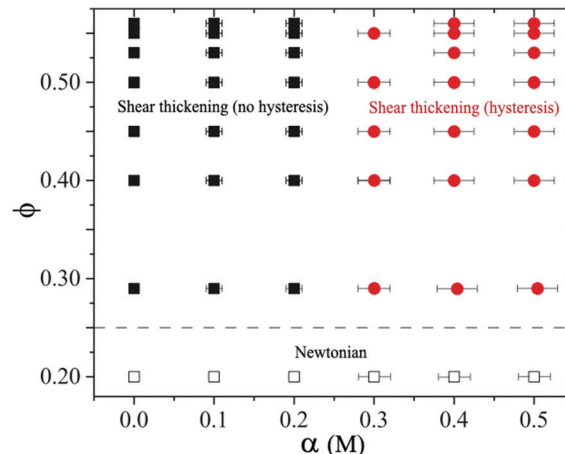 0.50
Shear thickening (no hysteresis) Shear thickening (hysteresis)
0.40
ϕ
0.30
Newtonian
0.20
0.0 0.1 0.2 0.3 0.4 0.5
α (M)